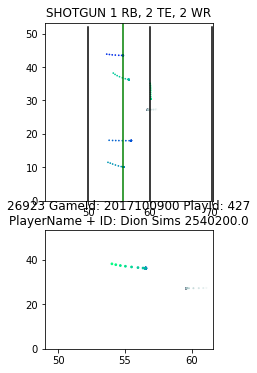 SHOTGUN 1 RB, 2 TE, 2 WR
50
40
30
20
10
0
50 60 70
26923 GameId: 2017100900 PlayId: 427
PlayerName + ID: Dion Sims 2540200.0
40
20
0
50 55 60